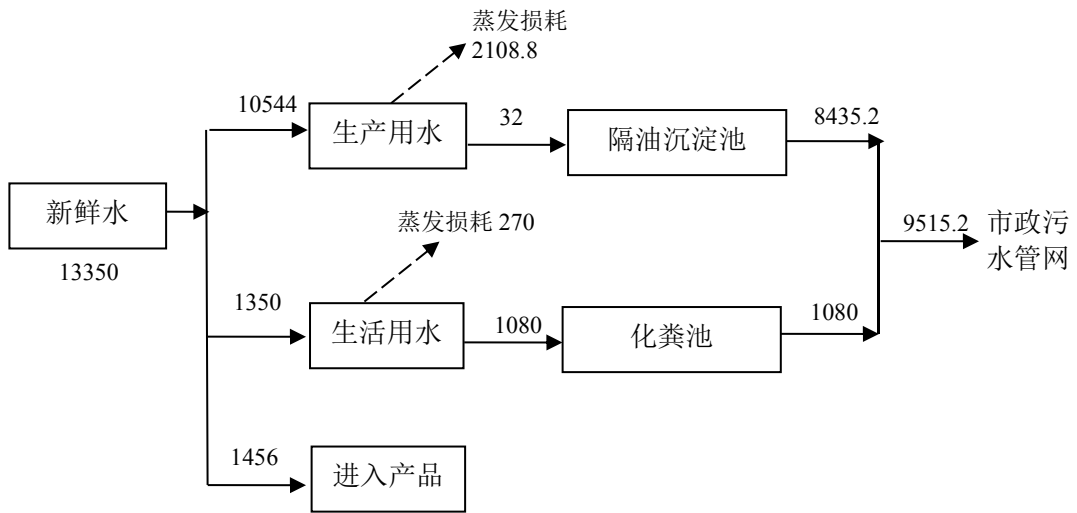 蒸发损耗
2108.8
10544
生产用水
32
隔油沉淀池
8435.2
新鲜水
13350
蒸发损耗 270
9515.2
市政污
水管网
1350
生活用水
1080
化粪池
1080
1456
进入产品